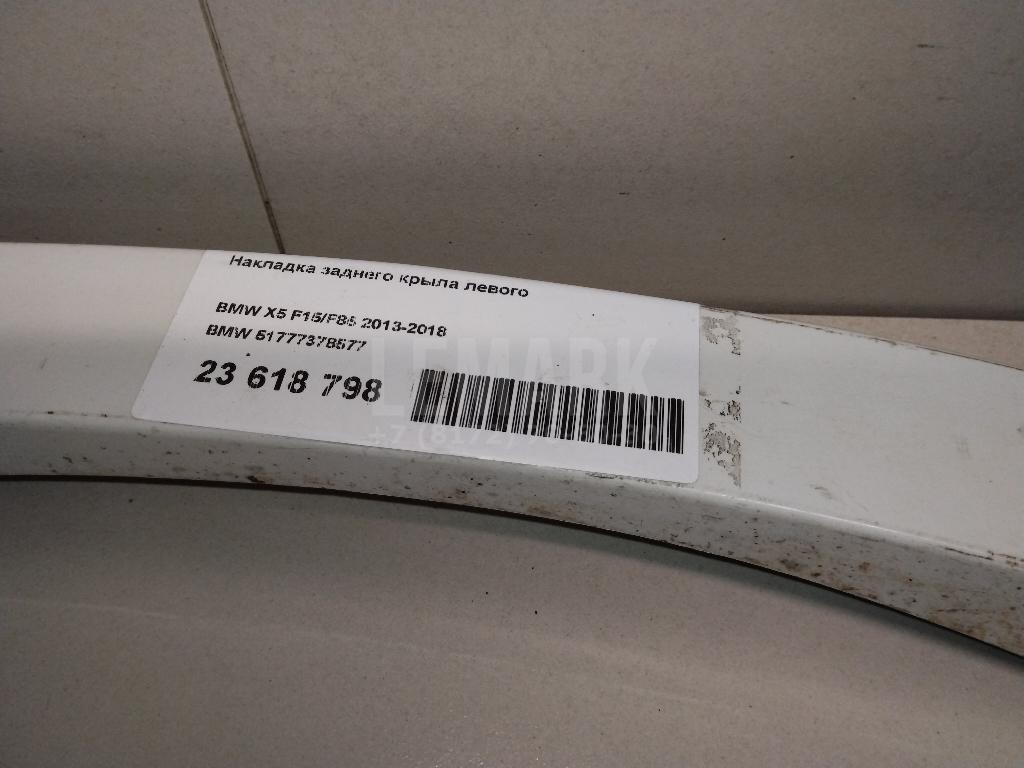 Накладка заднего крыла левого
BMW X5 F15/F85 2013-2018
BMW 51777378577
23 618 798
LEMARK
+7 (8172)